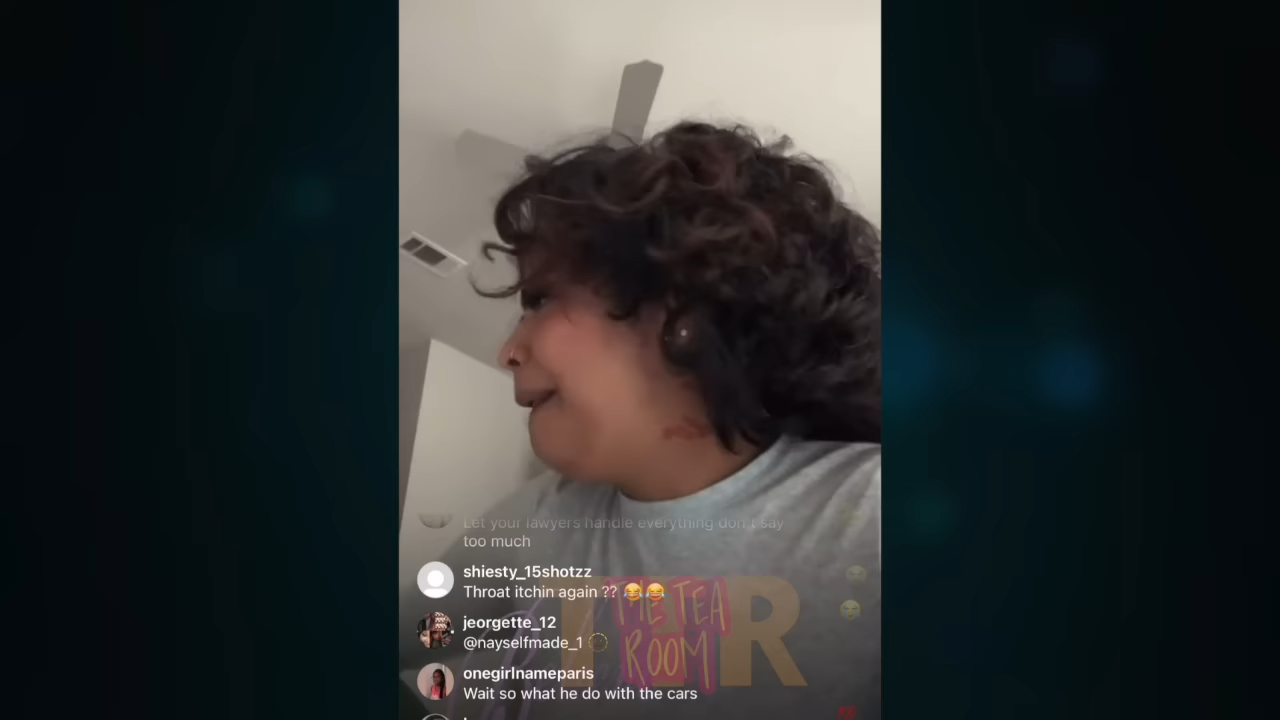 Let your lawyers handle everything don't say
too much
shiesty_15shotzz
Throat itchin again ?? 😂😂
jeorgette_12
@nayselfmade_1
onegirlnameparis
Wait so what he do with the cars
THE TEA
ROOM